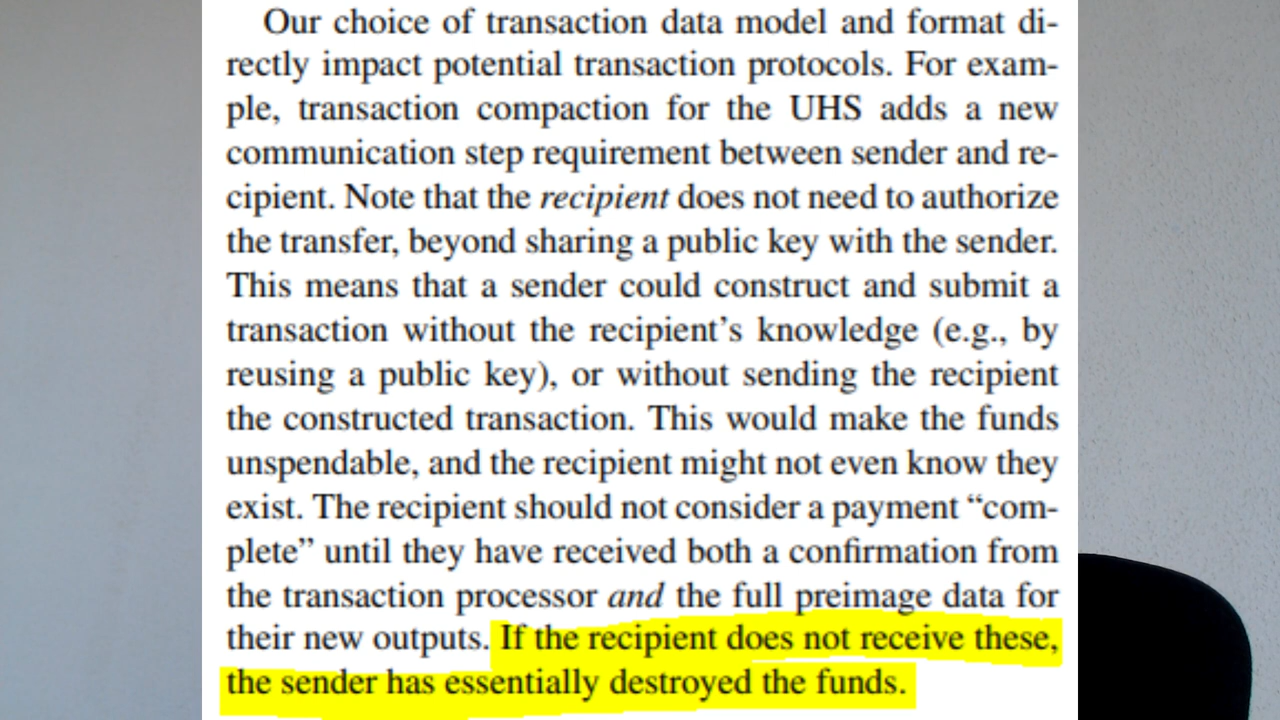 Our choice of transaction data model and format di-
rectly impact potential transaction protocols. For exam-
ple, transaction compaction for the UHS adds a new
communication step requirement between sender and re-
cipient. Note that the recipient does not need to authorize
the transfer, beyond sharing a public key with the sender.
This means that a sender could construct and submit a
transaction without the recipient’s knowledge (e.g., by
reusing a public key), or without sending the recipient
the constructed transaction. This would make the funds
unspendable, and the recipient might not even know they
exist. The recipient should not consider a payment “com-
plete” until they have received both a confirmation from
the transaction processor and the full preimage data for
their new outputs. If the recipient does not receive these,
the sender has essentially destroyed the funds.